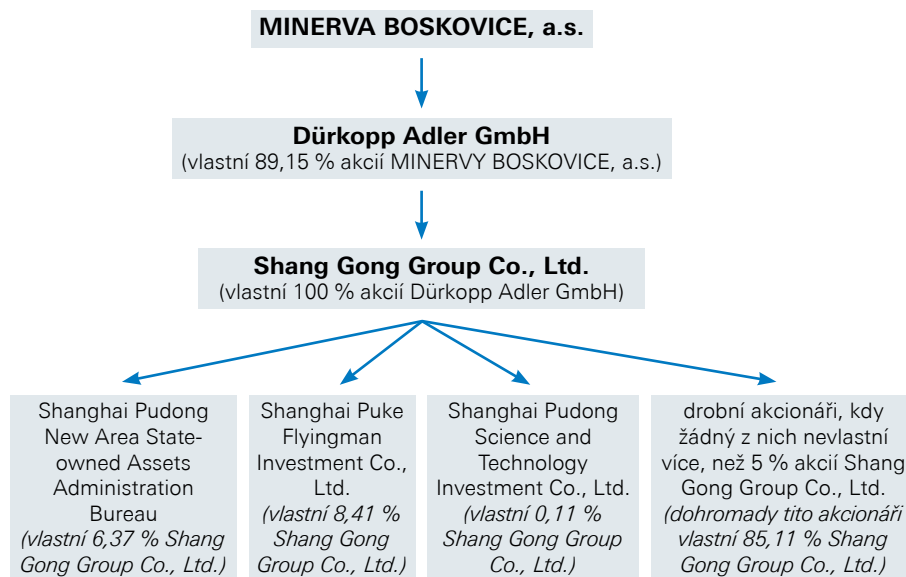 MINERVA BOSKOVICE, a.s.
Dürkopp Adler GmbH
(vlastní 89,15 % akcií MINERVY BOSKOVICE, a.s.)
Shang Gong Group Co., Ltd.
(vlastní 100 % akcií Dürkopp Adler GmbH)
Shanghai Pudong
New Area State-
owned Assets
Administration
Bureau
(vlastní 6,37 % Shang
Gong Group Co., Ltd.)
Shanghai Puke
Flyingman
Investment Co.,
Ltd.
(vlastní 8,41 %
Shang Gong
Group Co., Ltd.)
Shanghai Pudong
Science and
Technology
Investment Co., Ltd.
(vlastní 0,11 %
Shang Gong Group
Co., Ltd.)
drobní akcionáři, kdy
žádný z nich nevlastní
více, než 5 % akcií Shang
Gong Group Co., Ltd.
(dohromady tito akcionáři
vlastní 85,11 % Shang
Gong Group Co., Ltd.)